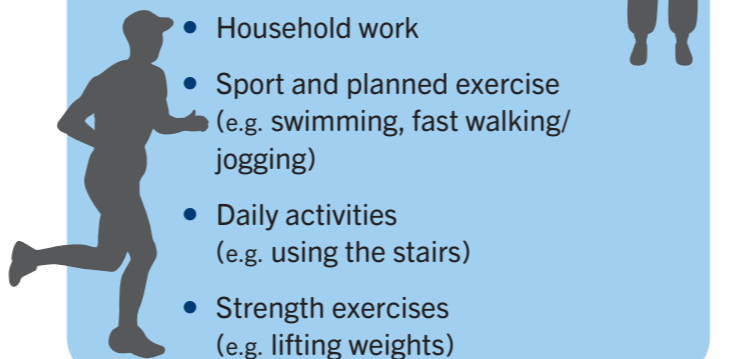 • Household work
• Sport and planned exercise
(e.g. swimming, fast walking/
jogging)
• Daily activities
(e.g. using the stairs)
• Strength exercises
(e.g. lifting weights)